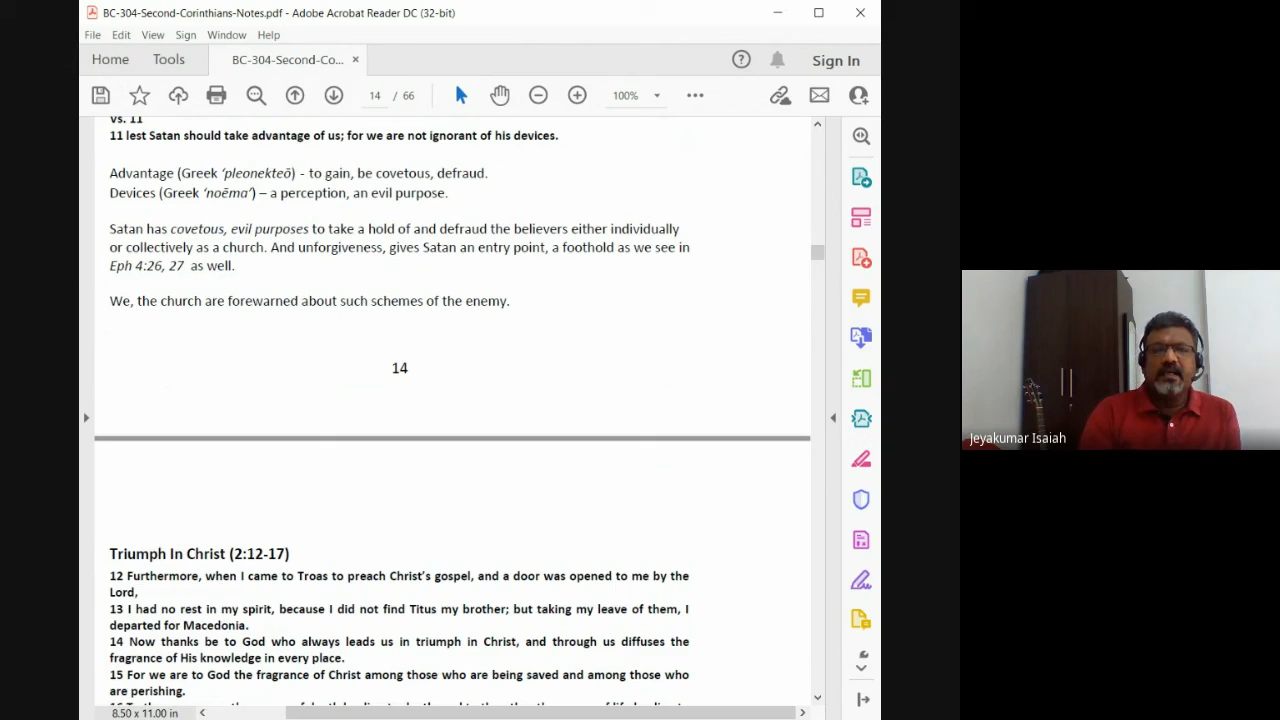 BC-304-Second-Corinthians-Notes.pdf - Adobe Acrobat Reader DC (32-bit)
File Edit View Sign Window Help
Home Tools BC-304-Second-Co... × Sign In
14 / 66 100%
Vs. 11
11 lest Satan should take advantage of us; for we are not ignorant of his devices.
Advantage (Greek ‘pleonekteō) - to gain, be covetous, defraud.
Devices (Greek ‘noēma’) – a perception, an evil purpose.
Satan has covetous, evil purposes to take a hold of and defraud the believers either individually
or collectively as a church. And unforgiveness, gives Satan an entry point, a foothold as we see in
Eph 4:26, 27 as well.
We, the church are forewarned about such schemes of the enemy.
14
Triumph In Christ (2:12-17)
12 Furthermore, when I came to Troas to preach Christ’s gospel, and a door was opened to me by the
Lord,
13 I had no rest in my spirit, because I did not find Titus my brother; but taking my leave of them, I
departed for Macedonia.
14 Now thanks be to God who always leads us in triumph in Christ, and through us diffuses the
fragrance of His knowledge in every place.
15 For we are to God the fragrance of Christ among those who are being saved and among those who
are perishing.
8.50 x 11.00 in
Jeyakumar Isaiah